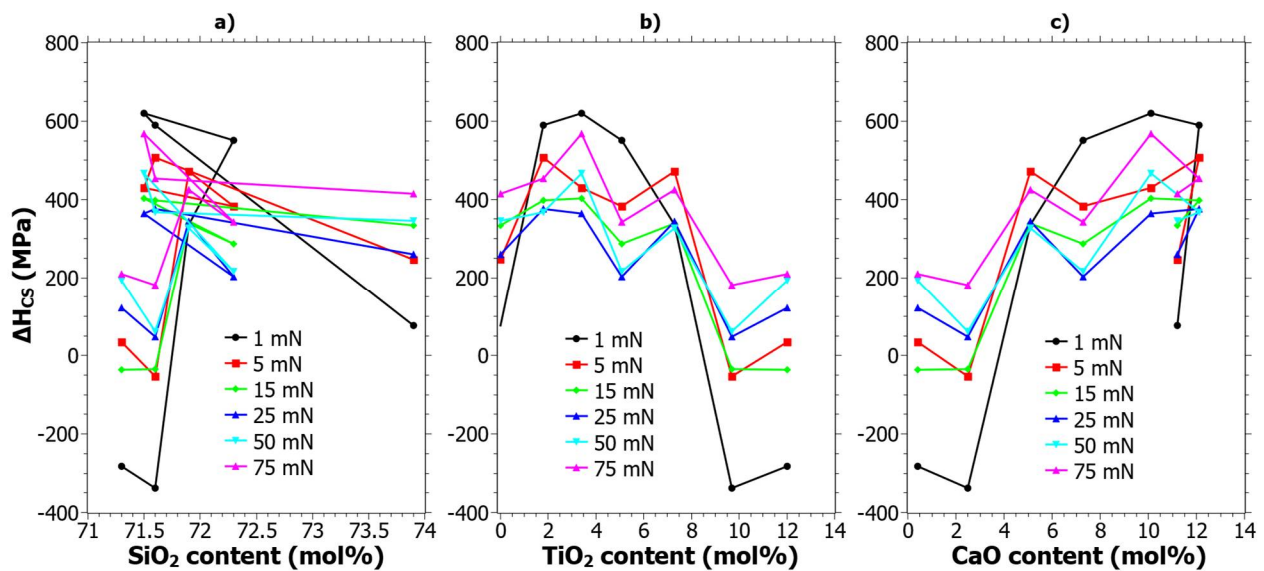 a)
b)
c)
ΔHCS (MPa)
800
600
400
200
0
-200
-400
71
71.5
72
72.5
73
73.5
74
SiO₂ content (mol%)
1 mN
5 mN
15 mN
25 mN
50 mN
75 mN
800
600
400
200
0
-200
-400
0
2
4
6
8
10
12
14
TiO₂ content (mol%)
1 mN
5 mN
15 mN
25 mN
50 mN
75 mN
800
600
400
200
0
-200
-400
0
2
4
6
8
10
12
14
CaO content (mol%)
1 mN
5 mN
15 mN
25 mN
50 mN
75 mN